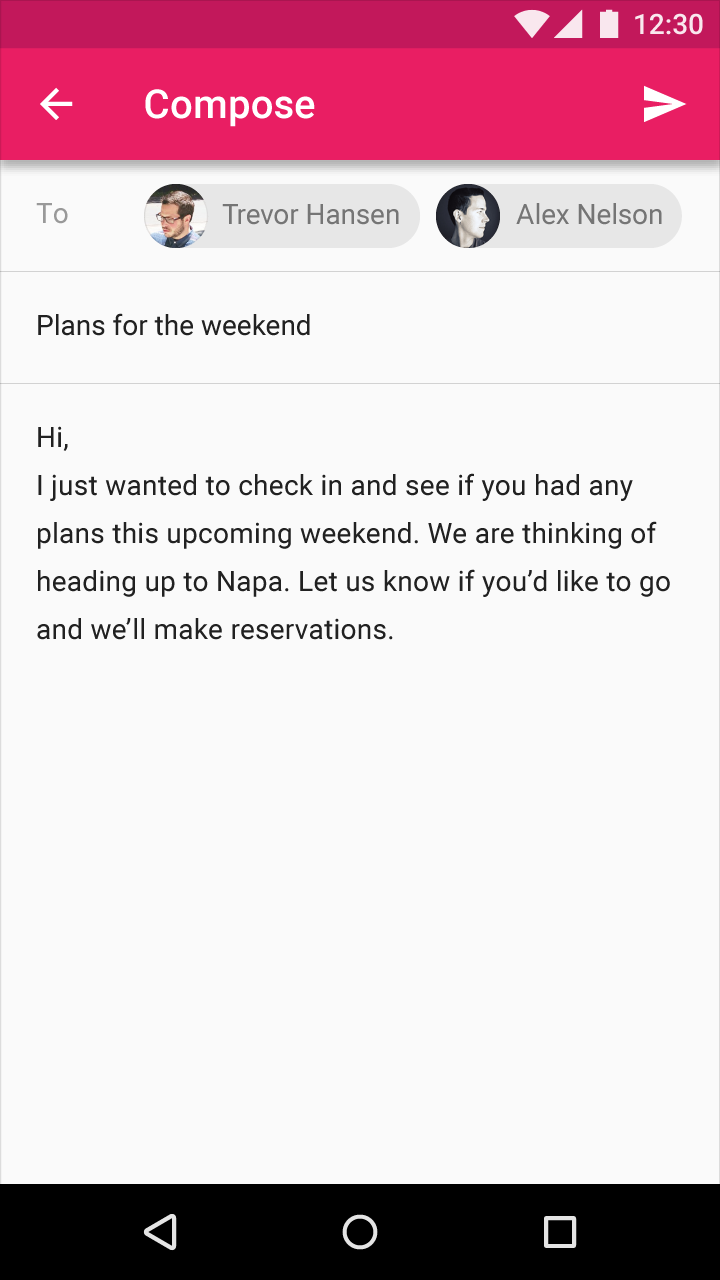 12:30
Compose
To Trevor Hansen Alex Nelson
Plans for the weekend
Hi,
I just wanted to check in and see if you had any
plans this upcoming weekend. We are thinking of
heading up to Napa. Let us know if you’d like to go
and we’ll make reservations.